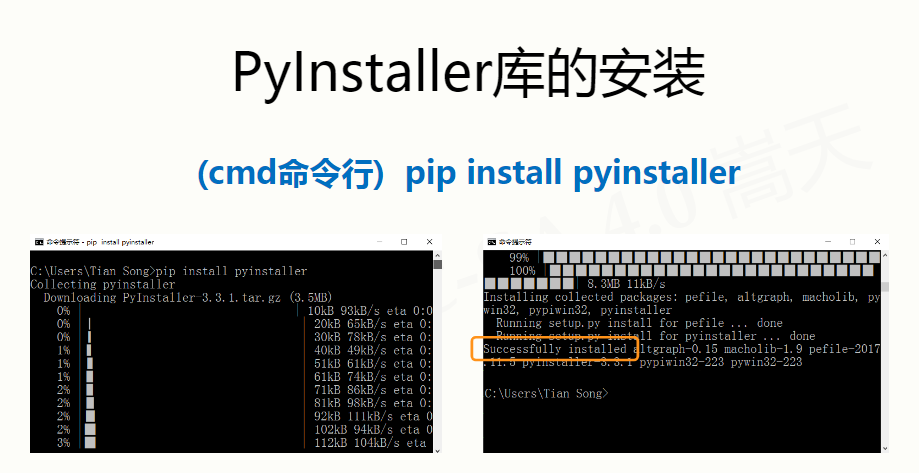 PyInstaller库的安装
(cmd命令行) pip install pyinstaller
命令提示符 - pip install pyinstaller
C:\Users\Tian Song>pip install pyinstaller
Collecting pyinstaller
Downloading PyInstaller-3.3.1.tar.gz (3.5MB)
0% | 10kB 93kB/s eta 0:0
0% | 20kB 65kB/s eta 0:
0% | 30kB 78kB/s eta 0:
1% | 40kB 49kB/s eta 0:
1% | 51kB 61kB/s eta 0:
1% | 61kB 74kB/s eta 0:
2% | 71kB 86kB/s eta 0:
2% | 81kB 98kB/s eta 0:
2% | 92kB 111kB/s eta 0
2% | 102kB 94kB/s eta 0
3% | 112kB 104kB/s eta
命令提示符
99% |
100% |
| 8.3MB 11kB/s
Installing collected packages: pefile, altgraph, macholib, py
win32, pypiwin32, pyinstaller
Running setup.py install for pefile ... done
Running setup.py install for pyinstaller ... done
Successfully installed altgraph-0.15 macholib-1.9 pefile-2017
.11.5 pyinstaller-3.3.1 pypiwin32-223 pywin32-223
C:\Users\Tian Song>
4.0 嵩天